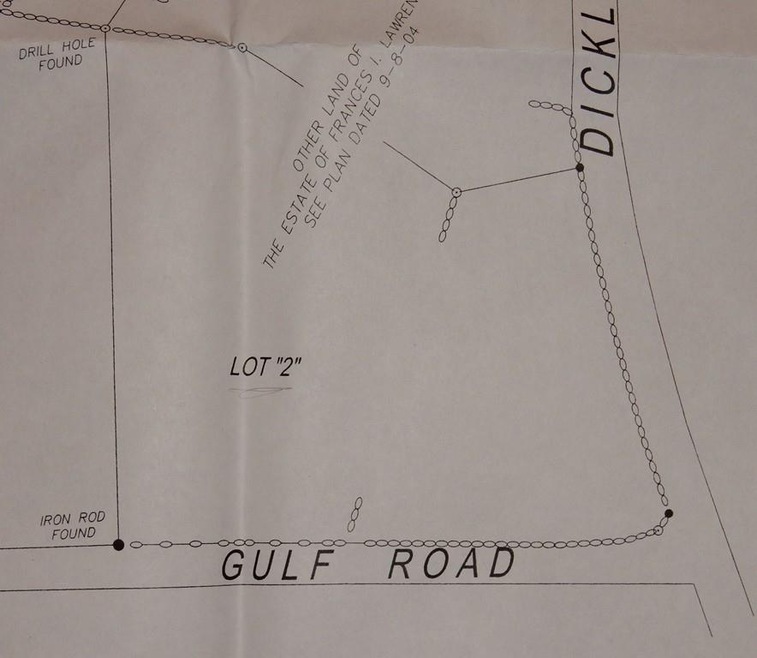 DRILL HOLE
FOUND
OTHER LAND OF
THE ESTATE OF FRANCES I. LAWREN
SEE PLAN DATED 9-8-04
DICKL
LOT "2"
IRON ROD
FOUND
GULF ROAD